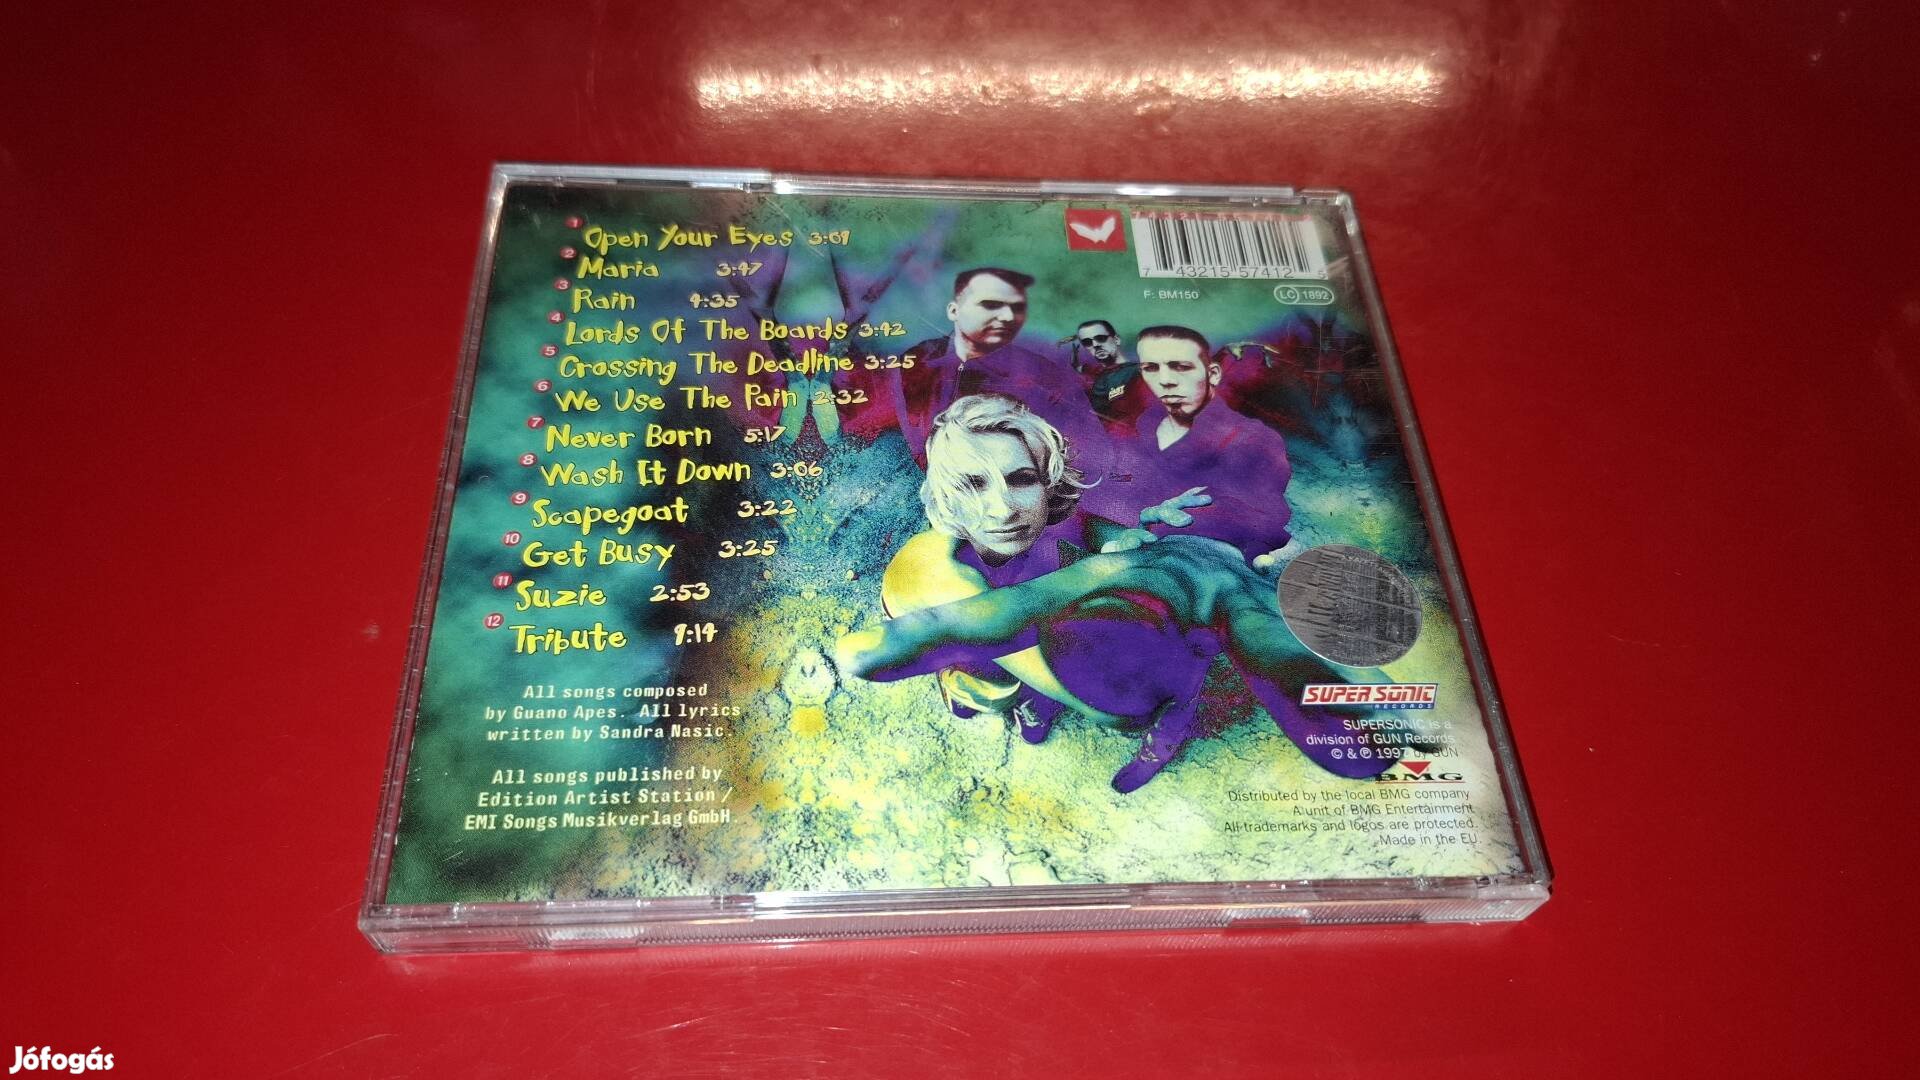 1 Open Your Eyes 3:09
2 Maria 3:47
3 Rain 4:35
4 Lords Of The Boards 3:42
5 Crossing The Deadline 3:25
6 We Use The Pain 2:32
7 Never Born 5:17
8 Wash It Down 3:06
9 Scapegoat 3:22
10 Get Busy 3:25
11 Suzie 2:53
12 Tribute 9:14
All songs composed
by Guano Apes. All lyrics
written by Sandra Nasic.
All songs published by
Edition Artist Station /
EMI Songs Musikverlag GmbH.
7 43215 57412 5
F: BM150
LC 1892
SUPERSONIC
RECORDS
SUPERSONIC is a
division of GUN Records
© & ℗ 1997 by GUN
BMG
Distributed by the local BMG company
A unit of BMG Entertainment
All trademarks and logos are protected.
Made in the EU.
Jófogás